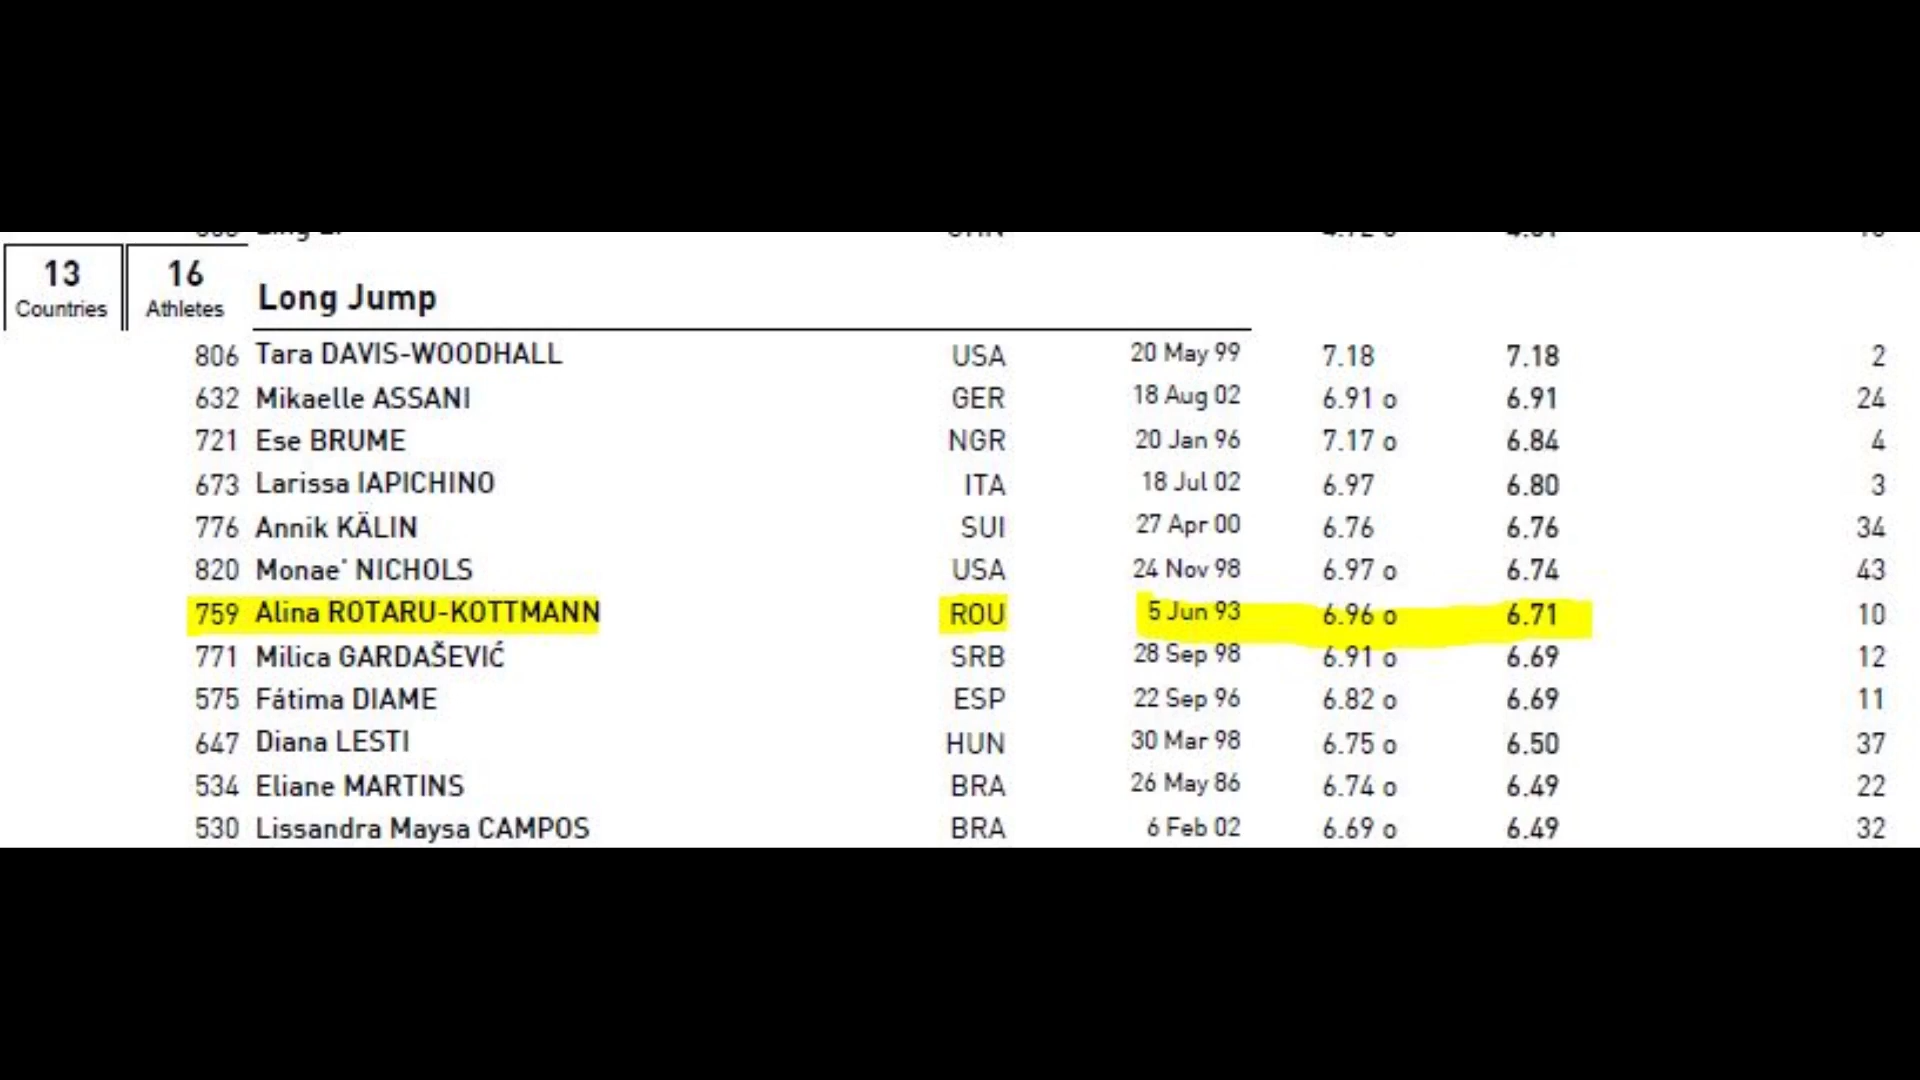 13 Countries
16 Athletes
Long Jump
806 Tara DAVIS-WOODHALL USA 20 May 99 7.18 7.18 2
632 Mikaelle ASSANI GER 18 Aug 02 6.91 o 6.91 24
721 Ese BRUME NGR 20 Jan 96 7.17 o 6.84 4
673 Larissa IAPICHINO ITA 18 Jul 02 6.97 6.80 3
776 Annik KÄLIN SUI 27 Apr 00 6.76 6.76 34
820 Monae' NICHOLS USA 24 Nov 98 6.97 o 6.74 43
759 Alina ROTARU-KOTTMANN ROU 5 Jun 93 6.96 o 6.71 10
771 Milica GARDAŠEVIĆ SRB 28 Sep 98 6.91 o 6.69 12
575 Fátima DIAME ESP 22 Sep 96 6.82 o 6.69 11
647 Diana LESTI HUN 30 Mar 98 6.75 o 6.50 37
534 Eliane MARTINS BRA 26 May 86 6.74 o 6.49 22
530 Lissandra Maysa CAMPOS BRA 6 Feb 02 6.69 o 6.49 32